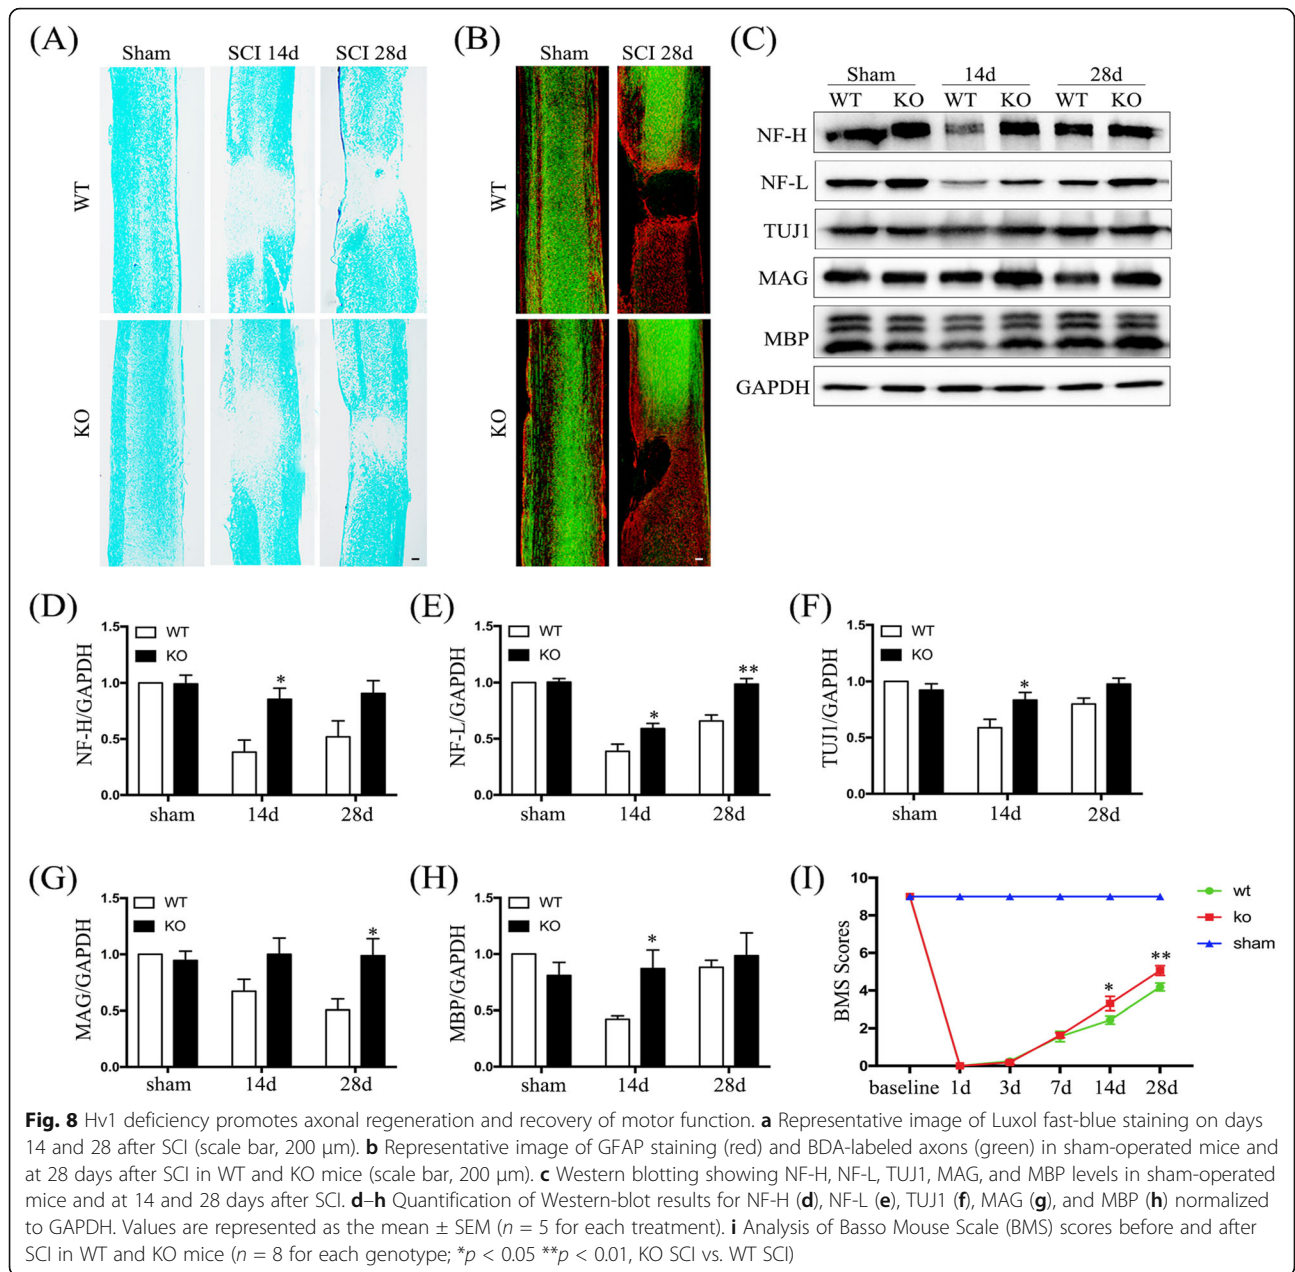 (A)
Sham SCI 14d SCI 28d
WT
KO
(B)
Sham SCI 28d
WT
KO
(C)
Sham 14d 28d
WT KO WT KO WT KO
NF-H
NF-L
TUJ1
MAG
MBP
GAPDH
(D)
NF-H/GAPDH
1.5
1.0
0.5
0.0
WT
KO
*
sham 14d 28d
(E)
NF-L/GAPDH
1.5
1.0
0.5
0.0
WT
KO
*
**
sham 14d 28d
(F)
TUJ1/GAPDH
1.5
1.0
0.5
0.0
WT
KO
*
sham 14d 28d
(G)
MAG/GAPDH
1.5
1.0
0.5
0.0
WT
KO
*
sham 14d 28d
(H)
MBP/GAPDH
1.5
1.0
0.5
0.0
WT
KO
*
sham 14d 28d
(I)
BMS Scores
10
8
6
4
2
0
wt
ko
sham
*
**
baseline 1d 3d 7d 14d 28d
Fig. 8 Hv1 deficiency promotes axonal regeneration and recovery of motor function. a Representative image of Luxol fast-blue staining on days
14 and 28 after SCI (scale bar, 200 μm). b Representative image of GFAP staining (red) and BDA-labeled axons (green) in sham-operated mice and
at 28 days after SCI in WT and KO mice (scale bar, 200 μm). c Western blotting showing NF-H, NF-L, TUJ1, MAG, and MBP levels in sham-operated
mice and at 14 and 28 days after SCI. d–h Quantification of Western-blot results for NF-H (d), NF-L (e), TUJ1 (f), MAG (g), and MBP (h) normalized
to GAPDH. Values are represented as the mean ± SEM (n = 5 for each treatment). i Analysis of Basso Mouse Scale (BMS) scores before and after
SCI in WT and KO mice (n = 8 for each genotype; *p < 0.05 **p < 0.01, KO SCI vs. WT SCI)